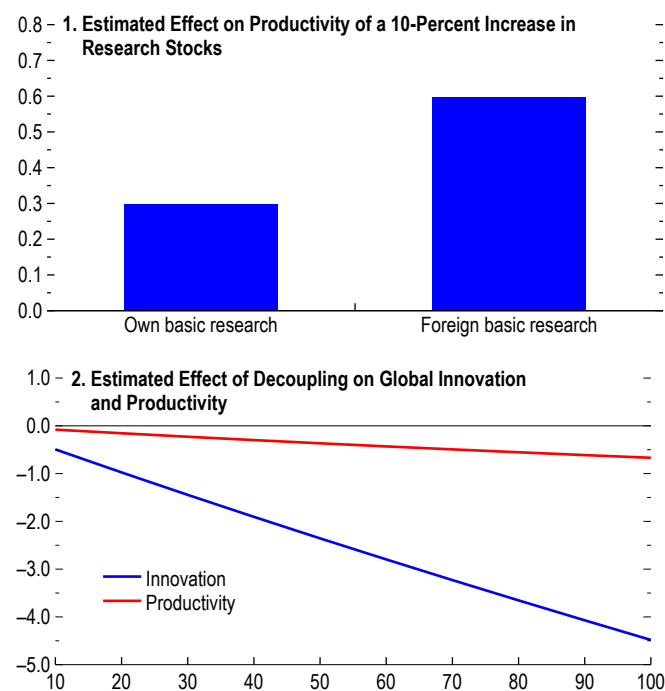 1. Estimated Effect on Productivity of a 10-Percent Increase in
Research Stocks
0.8
0.7
0.6
0.5
0.4
0.3
0.2
0.1
0.0
Own basic research
Foreign basic research
2. Estimated Effect of Decoupling on Global Innovation
and Productivity
1.0
0.0
–1.0
–2.0
–3.0
–4.0
–5.0
Innovation
Productivity
10 20 30 40 50 60 70 80 90 100